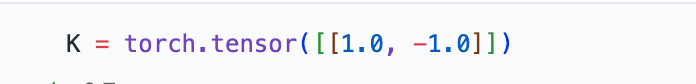 K = torch.tensor([[1.0, -1.0]])